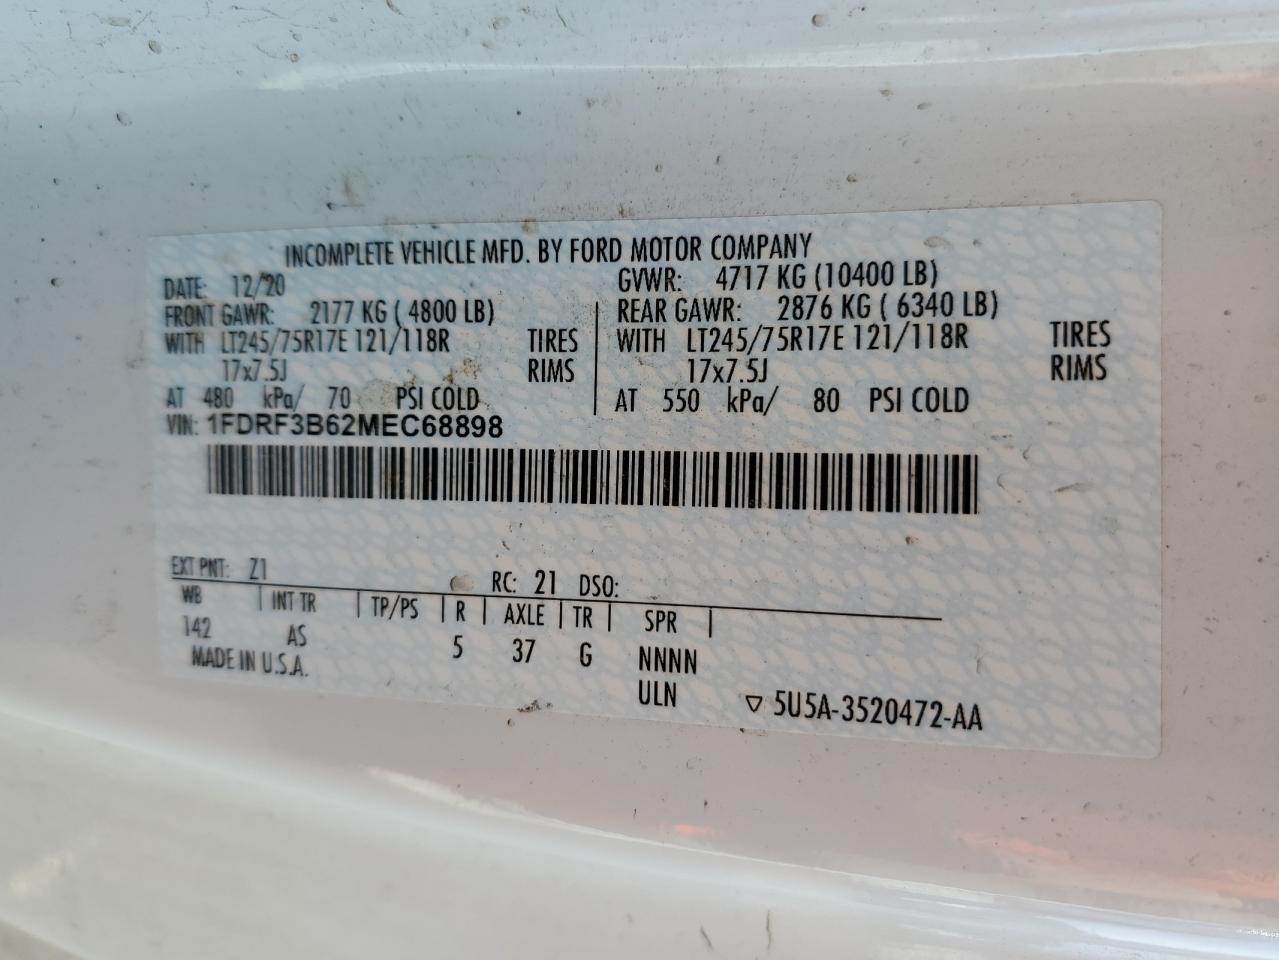 INCOMPLETE VEHICLE MFD. BY FORD MOTOR COMPANY
DATE: 12/20 GVWR: 4717 KG (10400 LB)
FRONT GAWR: 2177 KG ( 4800 LB) REAR GAWR: 2876 KG ( 6340 LB)
WITH LT245/75R17E 121/118R TIRES WITH LT245/75R17E 121/118R TIRES
17x7.5J RIMS 17x7.5J RIMS
AT 480 kPa/ 70 PSI COLD AT 550 kPa/ 80 PSI COLD
VIN: 1FDRF3B62MEC68898
EXT PNT: Z1 RC: 21 DSO:
WB INT TR TP/PS R AXLE TR SPR
142 AS 5 37 G NNNN
MADE IN U.S.A. ULN ▽ 5U5A-3520472-AA